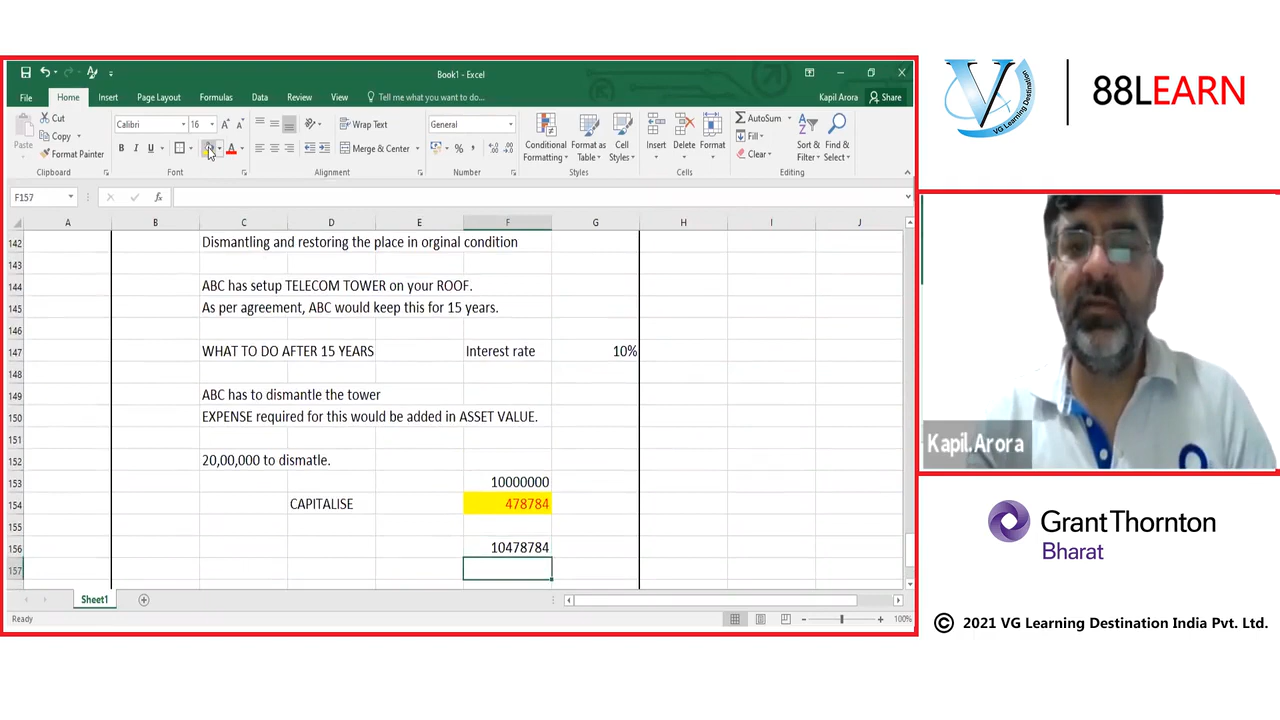 Book1 - Excel
File Home Insert Page Layout Formulas Data Review View Tell me what you want to do... Kapil Arora Share
Paste
Cut
Copy
Format Painter
Clipboard
Calibri 16
B I U
Font
Wrap Text
Merge & Center
Alignment
General
Number
Conditional Formatting
Format as Table
Cell Styles
Styles
Insert Delete Format
Cells
AutoSum
Fill
Clear
Sort & Filter
Find & Select
Editing
F157
fx
A B C D E F G H I J
142 Dismantling and restoring the place in orginal condition
143
144 ABC has setup TELECOM TOWER on your ROOF.
145 As per agreement, ABC would keep this for 15 years.
146
147 WHAT TO DO AFTER 15 YEARS Interest rate 10%
148
149 ABC has to dismantle the tower
150 EXPENSE required for this would be added in ASSET VALUE.
151
152 20,00,000 to dismatle.
153 10000000
154 CAPITALISE 478784
155
156 10478784
157
Sheet1
Ready
100%
V
VG Learning Destination
88LEARN
Kapil.Arora
Grant Thornton
Bharat
© 2021 VG Learning Destination India Pvt. Ltd.